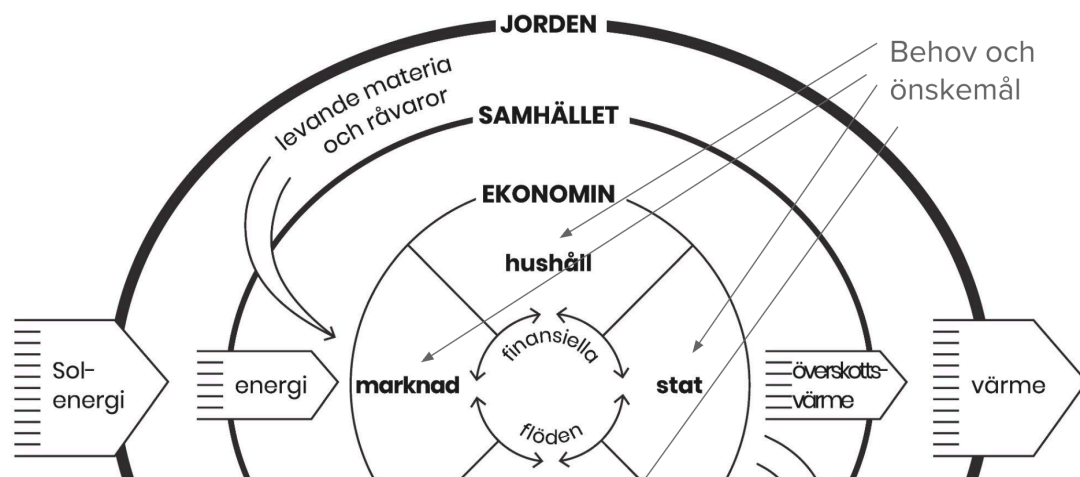 JORDEN
Behov och
önskemål
levande materia
och råvaror
SAMHÄLLET
EKONOMIN
hushåll
finansiella
Sol-
energi
energi
marknad
stat
överskotts-
värme
värme
flöden